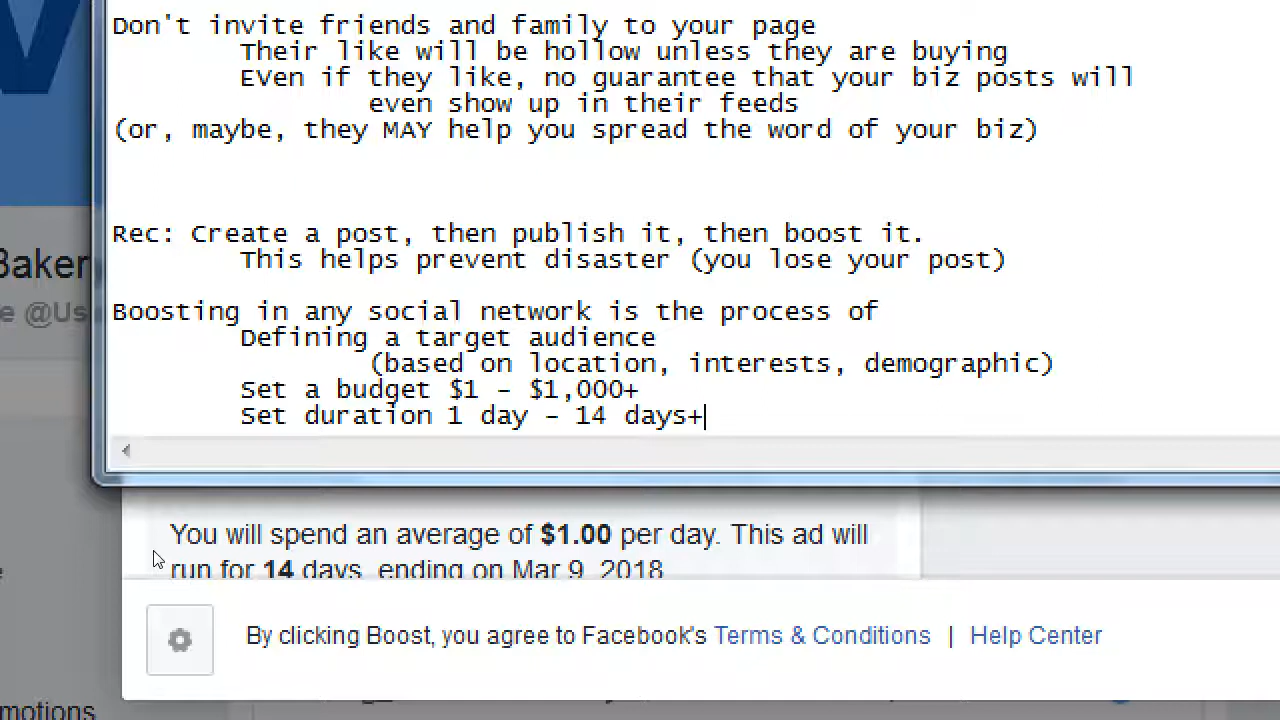 Don't invite friends and family to your page
Their like will be hollow unless they are buying
EVen if they like, no guarantee that your biz posts will
even show up in their feeds
(or, maybe, they MAY help you spread the word of your biz)
Rec: Create a post, then publish it, then boost it.
This helps prevent disaster (you lose your post)
Boosting in any social network is the process of
Defining a target audience
(based on location, interests, demographic)
Set a budget $1 - $1,000+
Set duration 1 day - 14 days+
Baker
e @Us
You will spend an average of $1.00 per day. This ad will
run for 14 days, ending on Mar 9, 2018
By clicking Boost, you agree to Facebook's Terms & Conditions | Help Center
motions